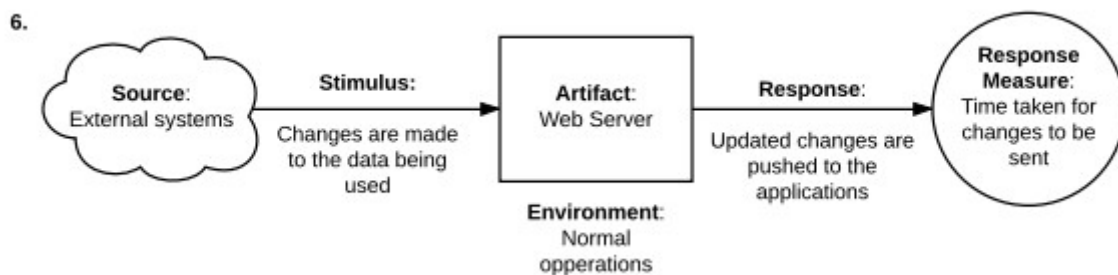 6.
Source:
External systems
Stimulus:
Changes are made
to the data being
used
Artifact:
Web Server
Environment:
Normal
opperations
Response:
Updated changes are
pushed to the
applications
Response
Measure:
Time taken for
changes to be
sent